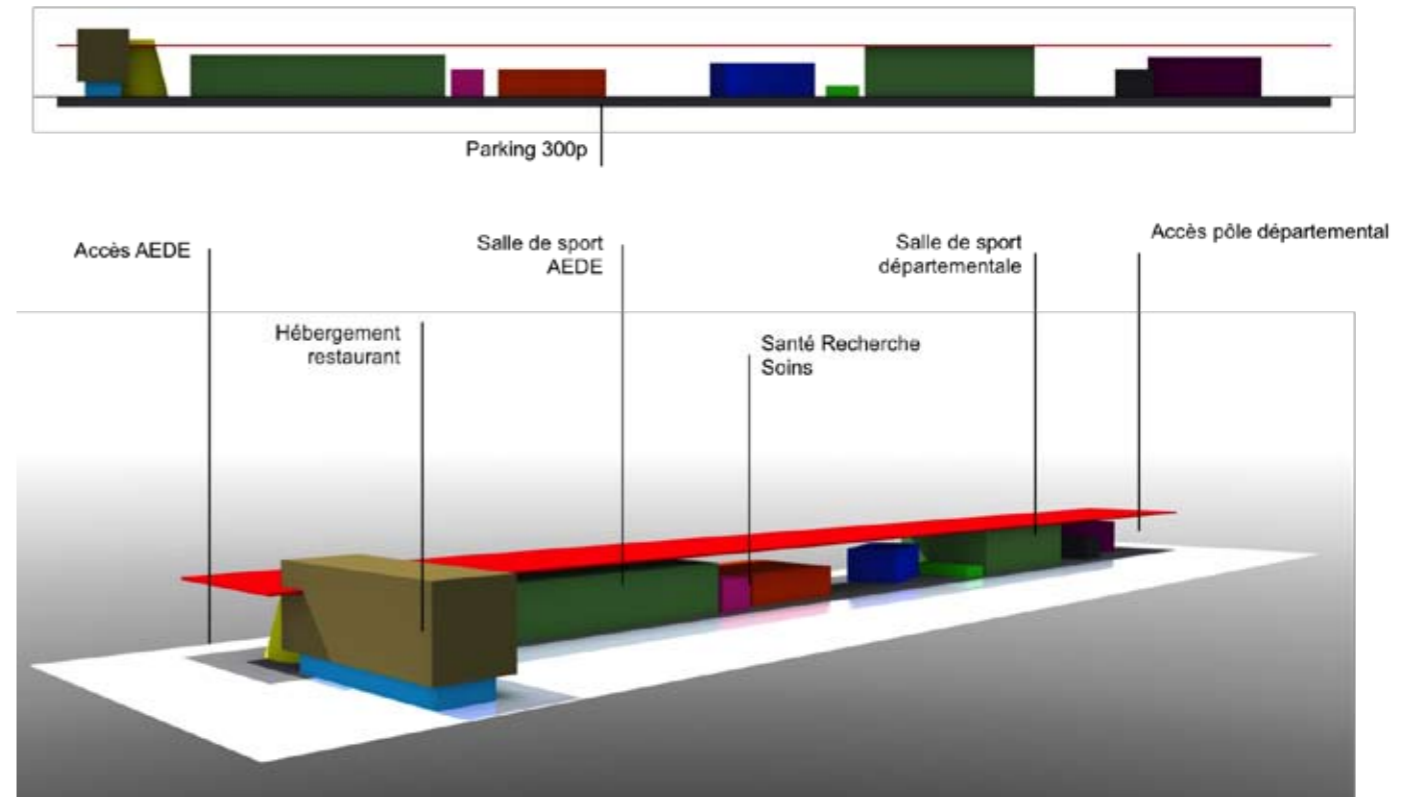 Parking 300p
Accès AEDE
Salle de sport
AEDE
Salle de sport
départementale
Accès pôle départemental
Hébergement
restaurant
Santé Recherche
Soins